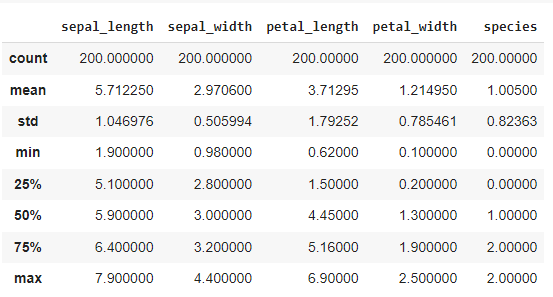 sepal_length sepal_width petal_length petal_width species
count 200.000000 200.000000 200.00000 200.000000 200.00000
mean 5.712250 2.970600 3.71295 1.214950 1.00500
std 1.046976 0.505994 1.79252 0.785461 0.82363
min 1.900000 0.980000 0.62000 0.100000 0.00000
25% 5.100000 2.800000 1.50000 0.200000 0.00000
50% 5.900000 3.000000 4.45000 1.300000 1.00000
75% 6.400000 3.200000 5.16000 1.900000 2.00000
max 7.900000 4.400000 6.90000 2.500000 2.00000